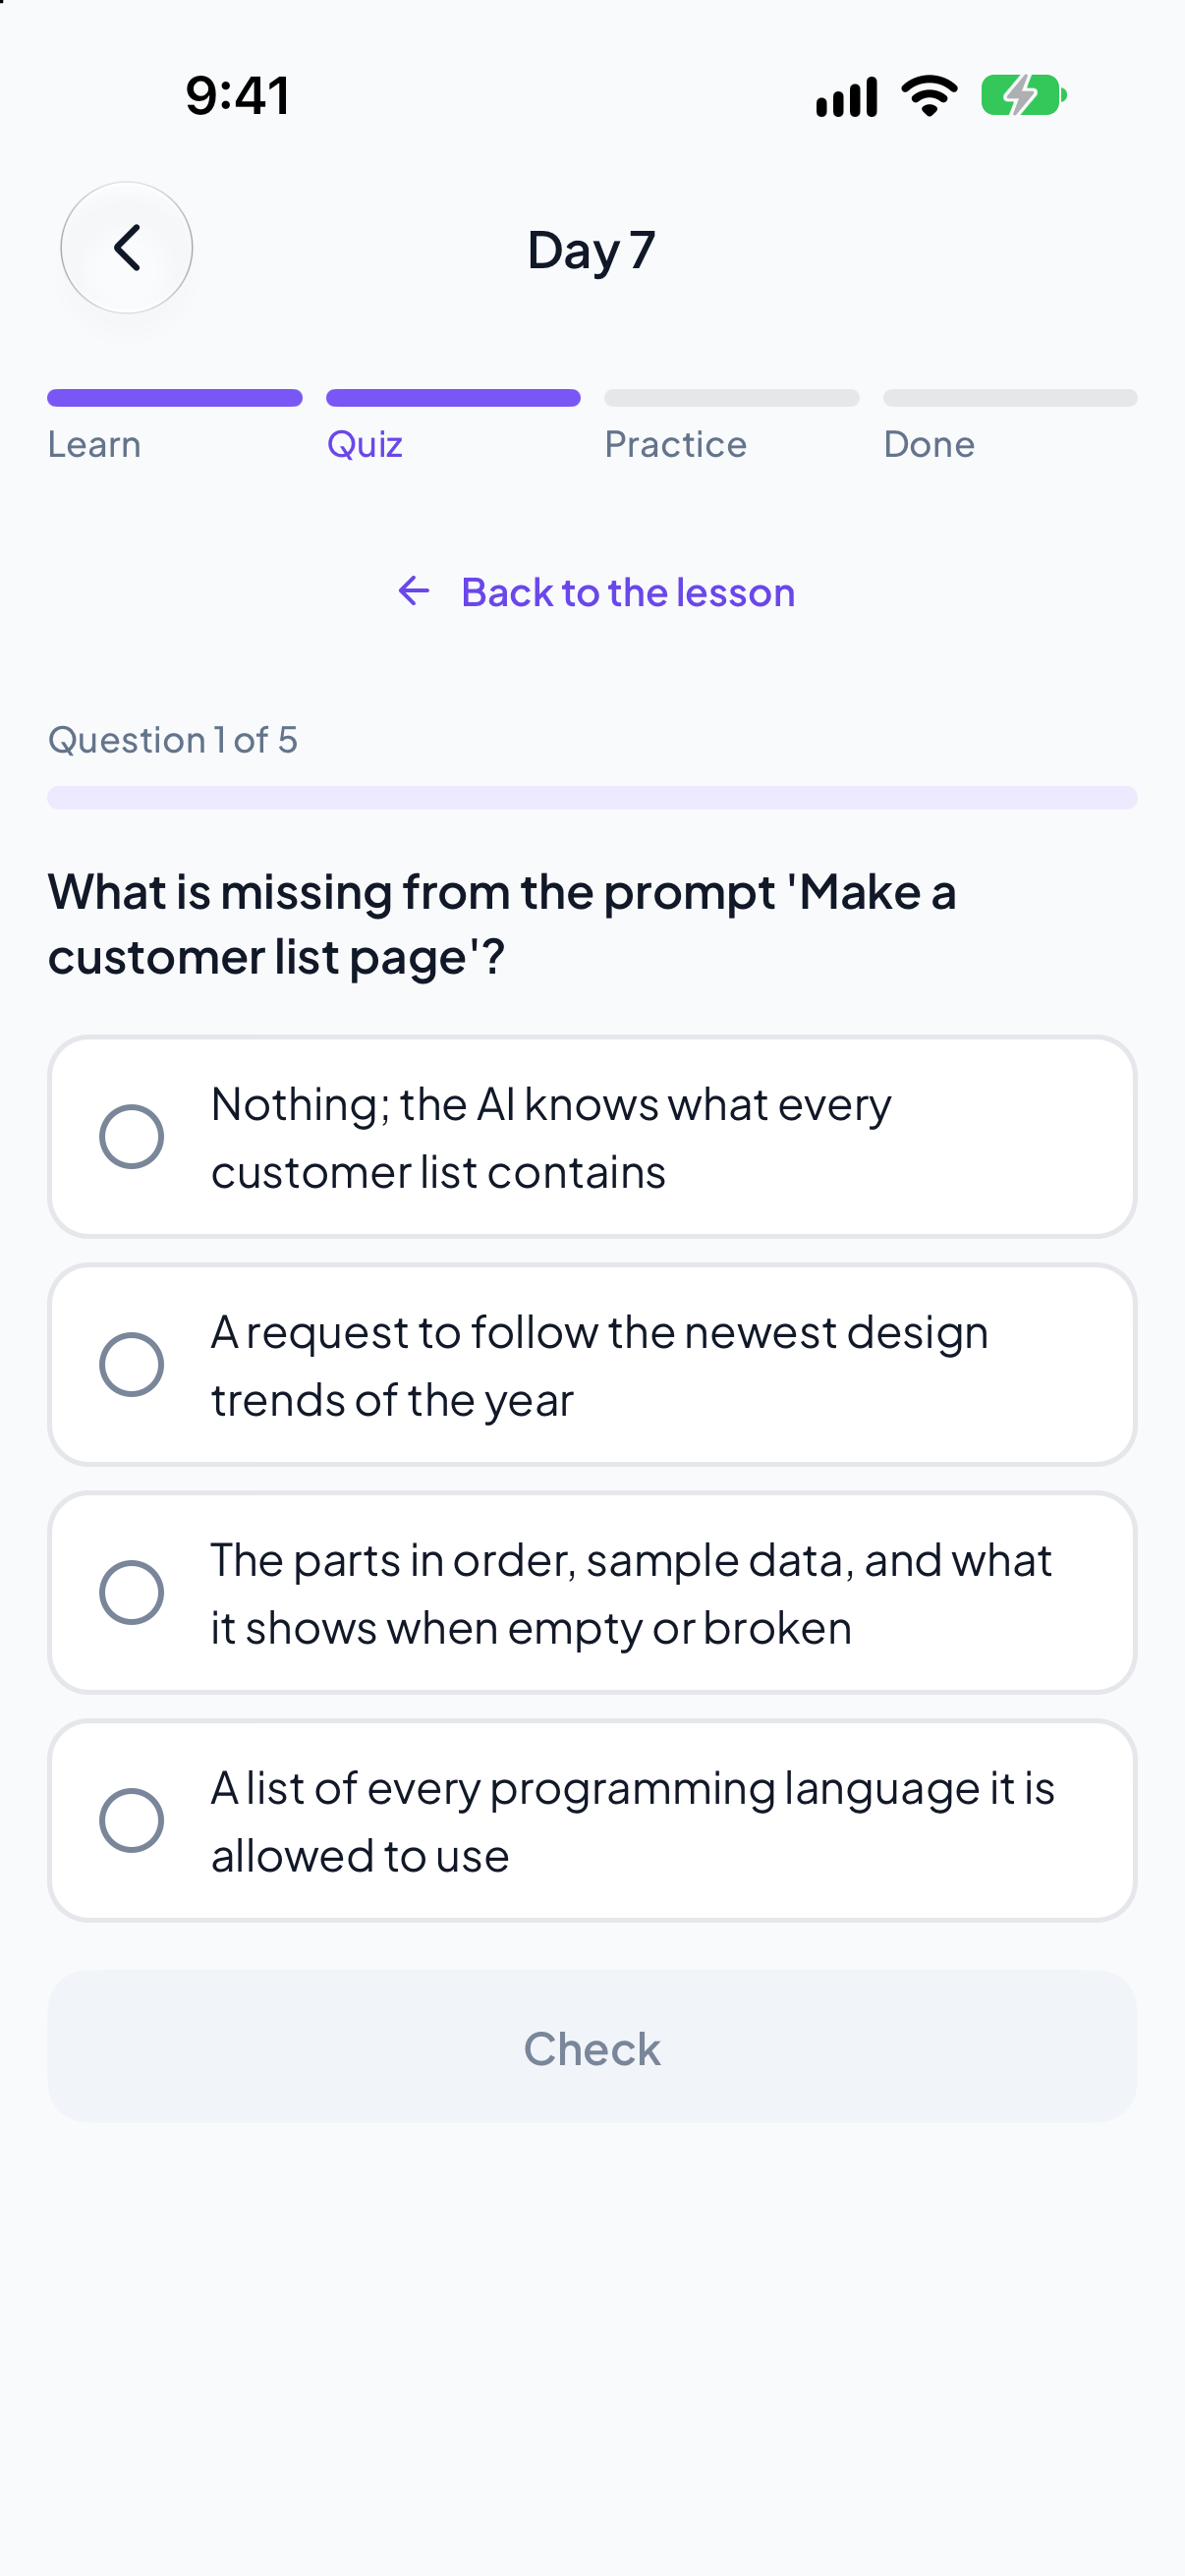 9:41
Day 7
Learn
Quiz
Practice
Done
← Back to the lesson
Question 1 of 5
What is missing from the prompt 'Make a
customer list page'?
Nothing; the AI knows what every
customer list contains
A request to follow the newest design
trends of the year
The parts in order, sample data, and what
it shows when empty or broken
A list of every programming language it is
allowed to use
Check